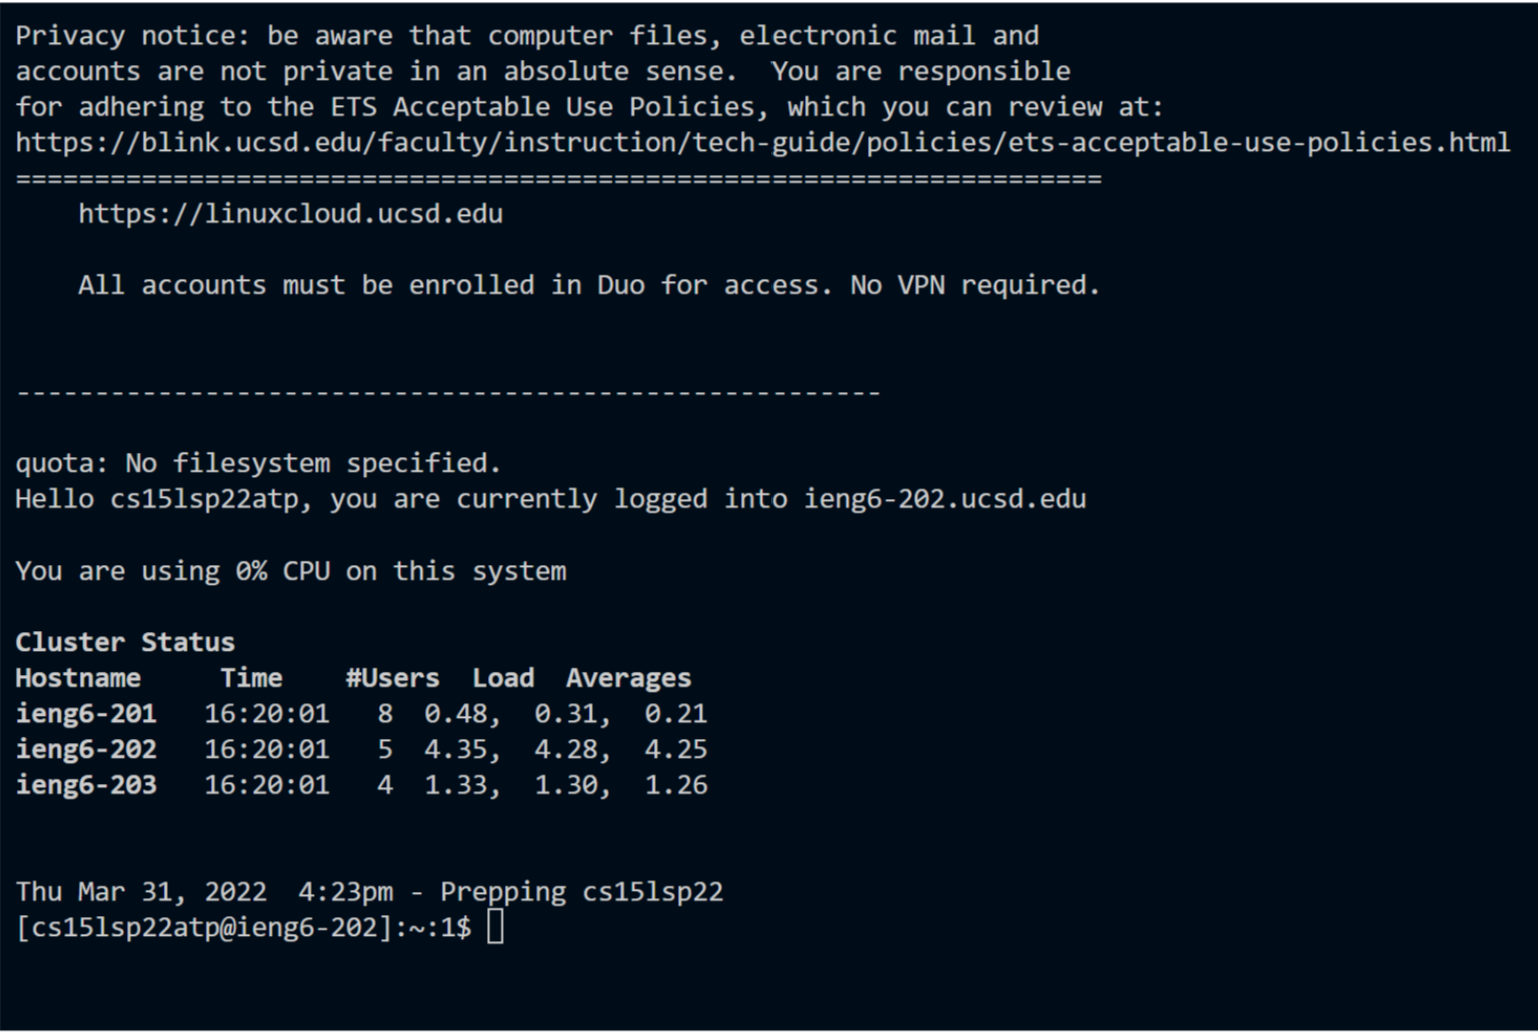 Privacy notice: be aware that computer files, electronic mail and
accounts are not private in an absolute sense.  You are responsible
for adhering to the ETS Acceptable Use Policies, which you can review at:
https://blink.ucsd.edu/faculty/instruction/tech-guide/policies/ets-acceptable-use-policies.html
=====================================================================
    https://linuxcloud.ucsd.edu
    All accounts must be enrolled in Duo for access. No VPN required.
-------------------------------------------------------
quota: No filesystem specified.
Hello cs15lsp22atp, you are currently logged into ieng6-202.ucsd.edu
You are using 0% CPU on this system
Cluster Status
Hostname     Time    #Users  Load  Averages
ieng6-201   16:20:01   8  0.48,  0.31,  0.21
ieng6-202   16:20:01   5  4.35,  4.28,  4.25
ieng6-203   16:20:01   4  1.33,  1.30,  1.26
Thu Mar 31, 2022  4:23pm - Prepping cs15lsp22
[cs15lsp22atp@ieng6-202]:~:1$